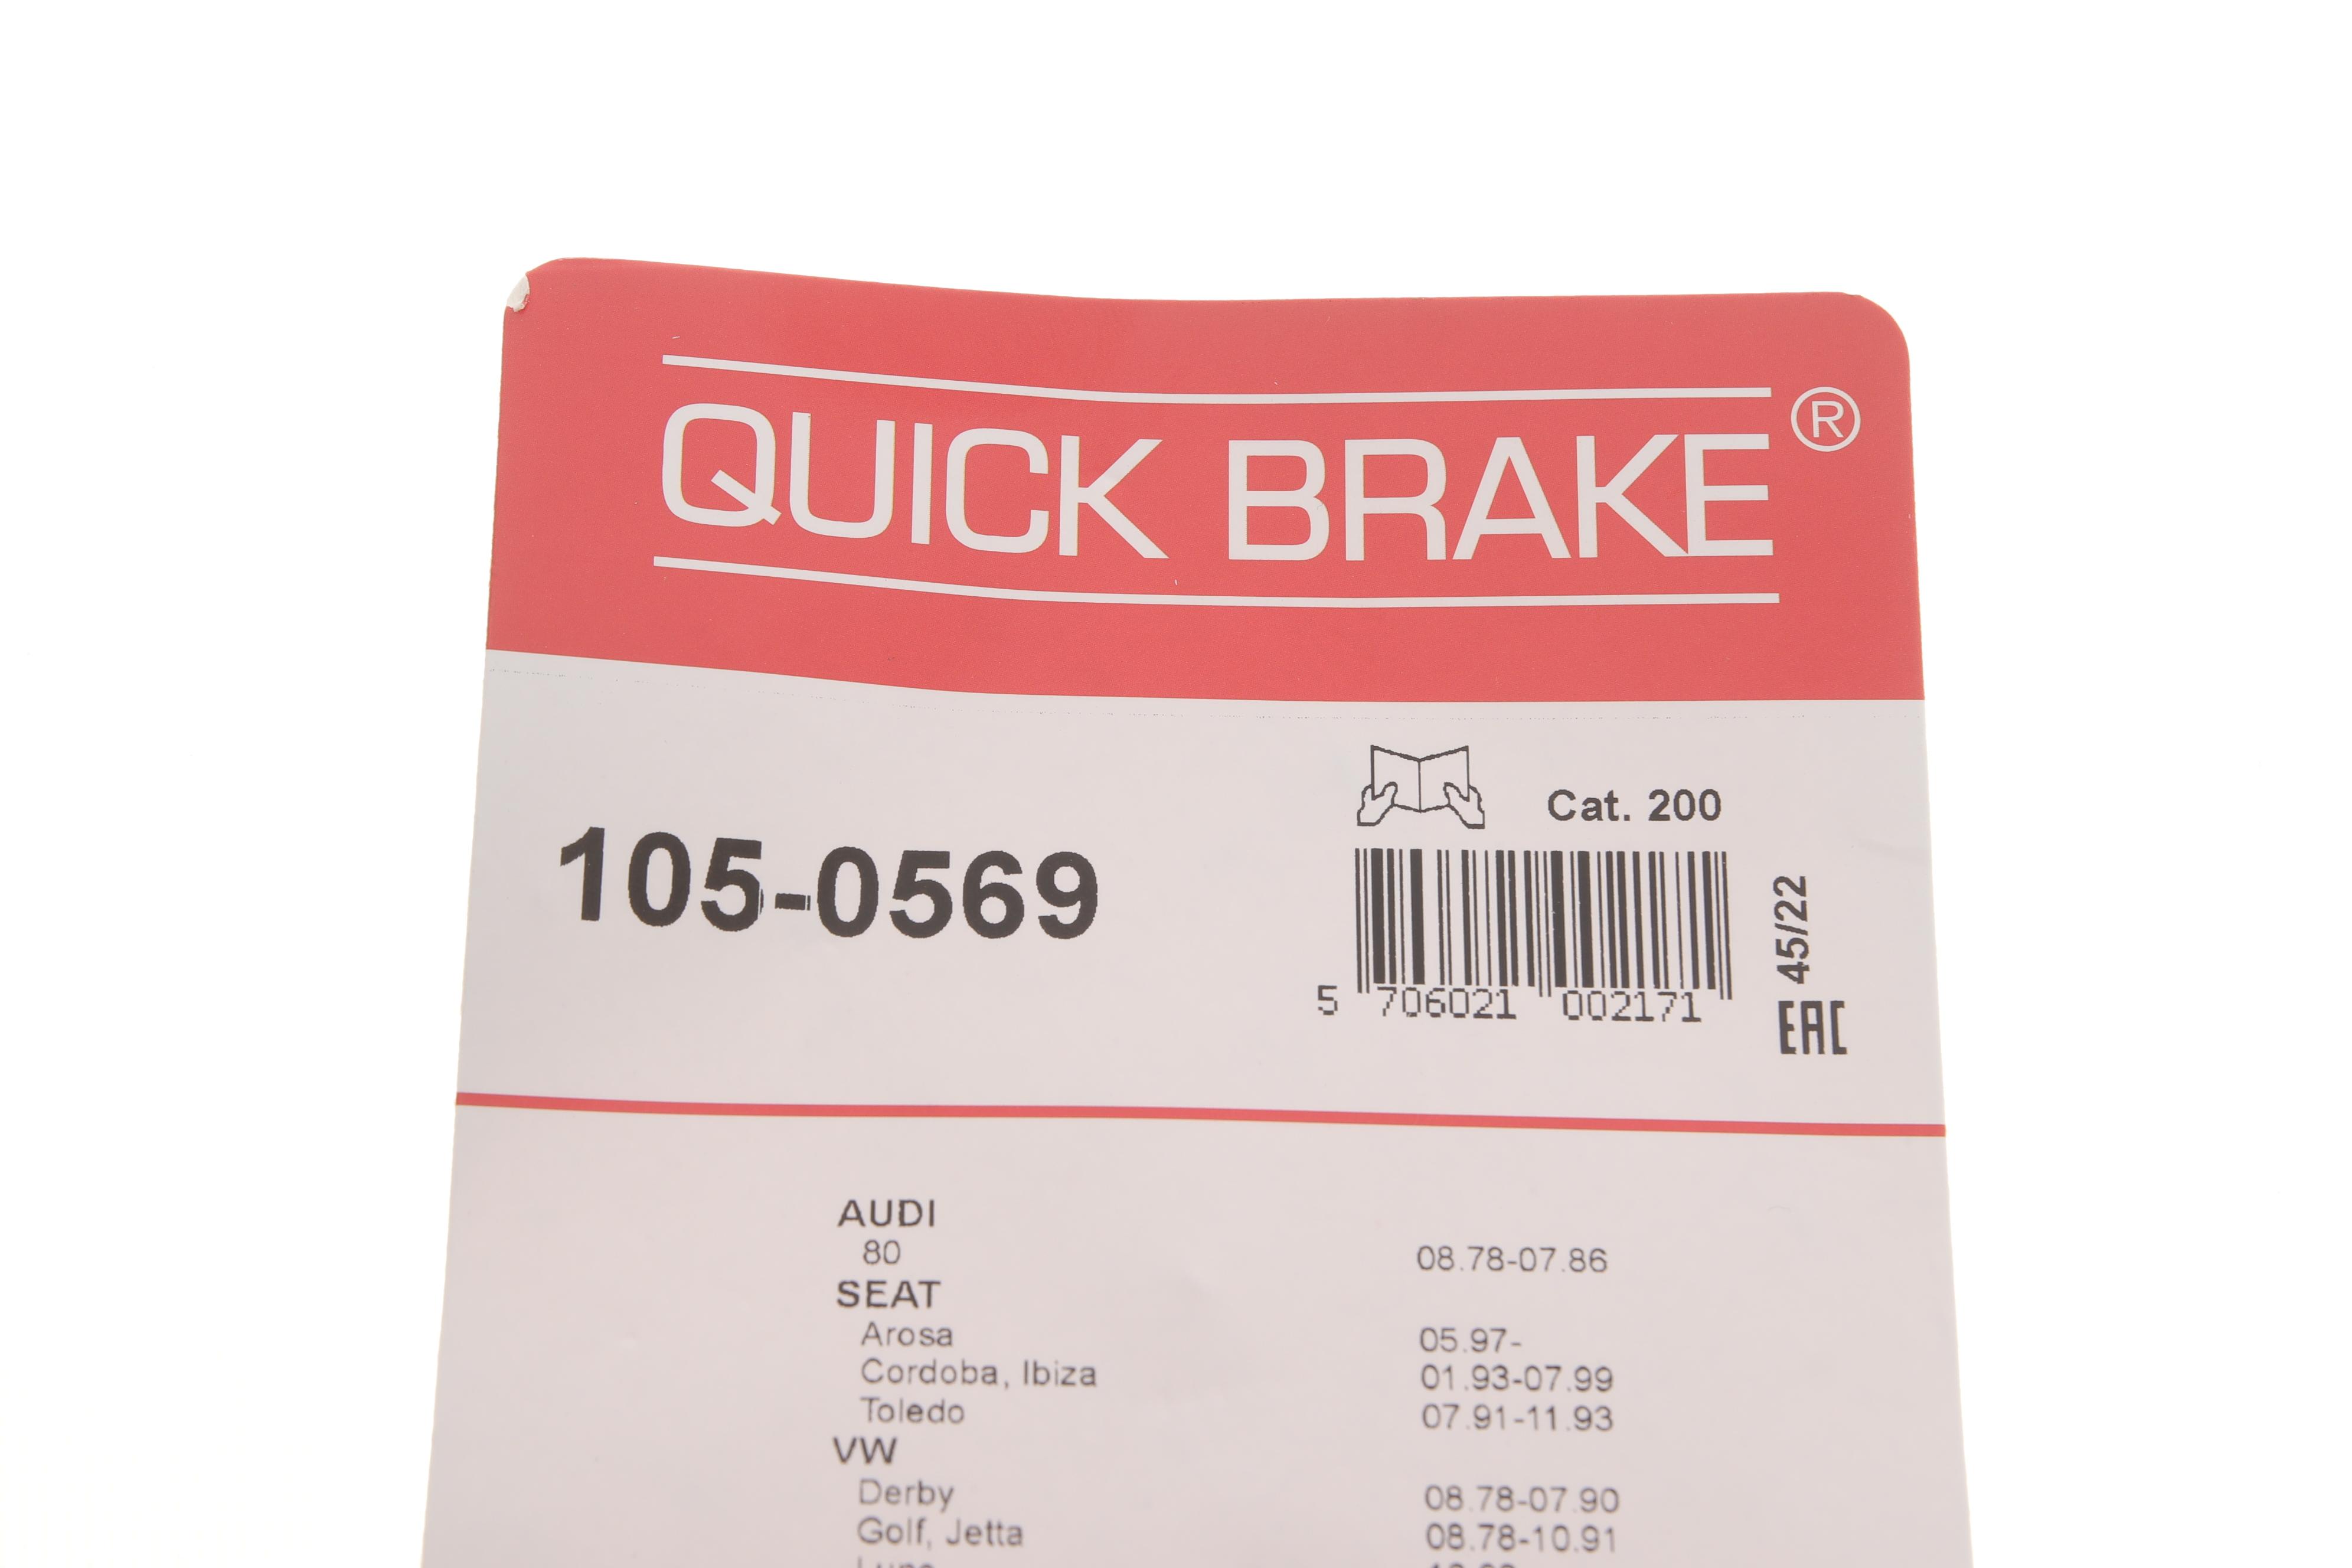 QUICK BRAKE ®
Cat. 200
105-0569
45/22
5 706021 002171
EAC
AUDI
80 08.78-07.86
SEAT
Arosa 05.97-
Cordoba, Ibiza 01.93-07.99
Toledo 07.91-11.93
VW
Derby 08.78-07.90
Golf, Jetta 08.78-10.91